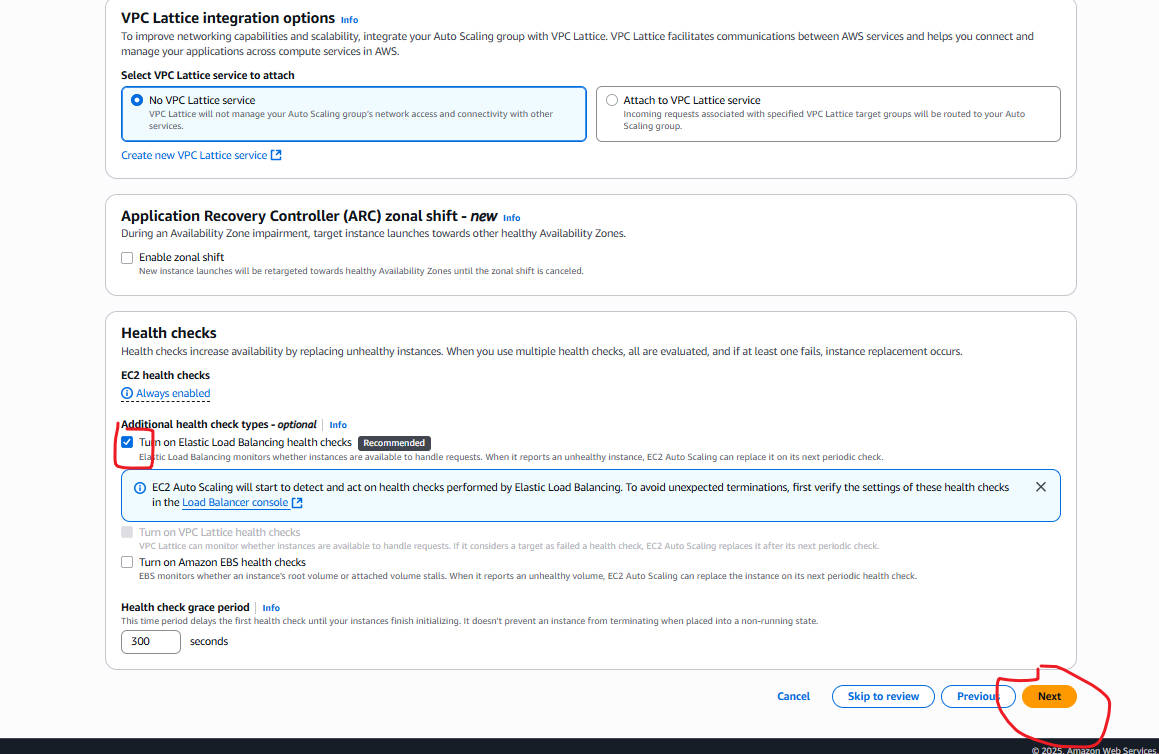 VPC Lattice integration options Info
To improve networking capabilities and scalability, integrate your Auto Scaling group with VPC Lattice. VPC Lattice facilitates communications between AWS services and helps you connect and
manage your applications across compute services in AWS.
Select VPC Lattice service to attach
No VPC Lattice service
VPC Lattice will not manage your Auto Scaling group's network access and connectivity with other
services.
Attach to VPC Lattice service
Incoming requests associated with specified VPC Lattice target groups will be routed to your Auto
Scaling group.
Create new VPC Lattice service
Application Recovery Controller (ARC) zonal shift - new Info
During an Availability Zone impairment, target instance launches towards other healthy Availability Zones.
Enable zonal shift
New instance launches will be retargeted towards healthy Availability Zones until the zonal shift is canceled.
Health checks
Health checks increase availability by replacing unhealthy instances. When you use multiple health checks, all are evaluated, and if at least one fails, instance replacement occurs.
EC2 health checks
Always enabled
Additional health check types - optional Info
Turn on Elastic Load Balancing health checks Recommended
Elastic Load Balancing monitors whether instances are available to handle requests. When it reports an unhealthy instance, EC2 Auto Scaling can replace it on its next periodic check.
EC2 Auto Scaling will start to detect and act on health checks performed by Elastic Load Balancing. To avoid unexpected terminations, first verify the settings of these health checks
in the Load Balancer console
Turn on VPC Lattice health checks
VPC Lattice can monitor whether instances are available to handle requests. If it considers a target as failed a health check, EC2 Auto Scaling replaces it after its next periodic check.
Turn on Amazon EBS health checks
EBS monitors whether an instance's root volume or attached volume stalls. When it reports an unhealthy volume, EC2 Auto Scaling can replace the instance on its next periodic health check.
Health check grace period Info
This time period delays the first health check until your instances finish initializing. It doesn't prevent an instance from terminating when placed into a non-running state.
300 seconds
Cancel Skip to review Previous Next
© 2025, Amazon Web Services